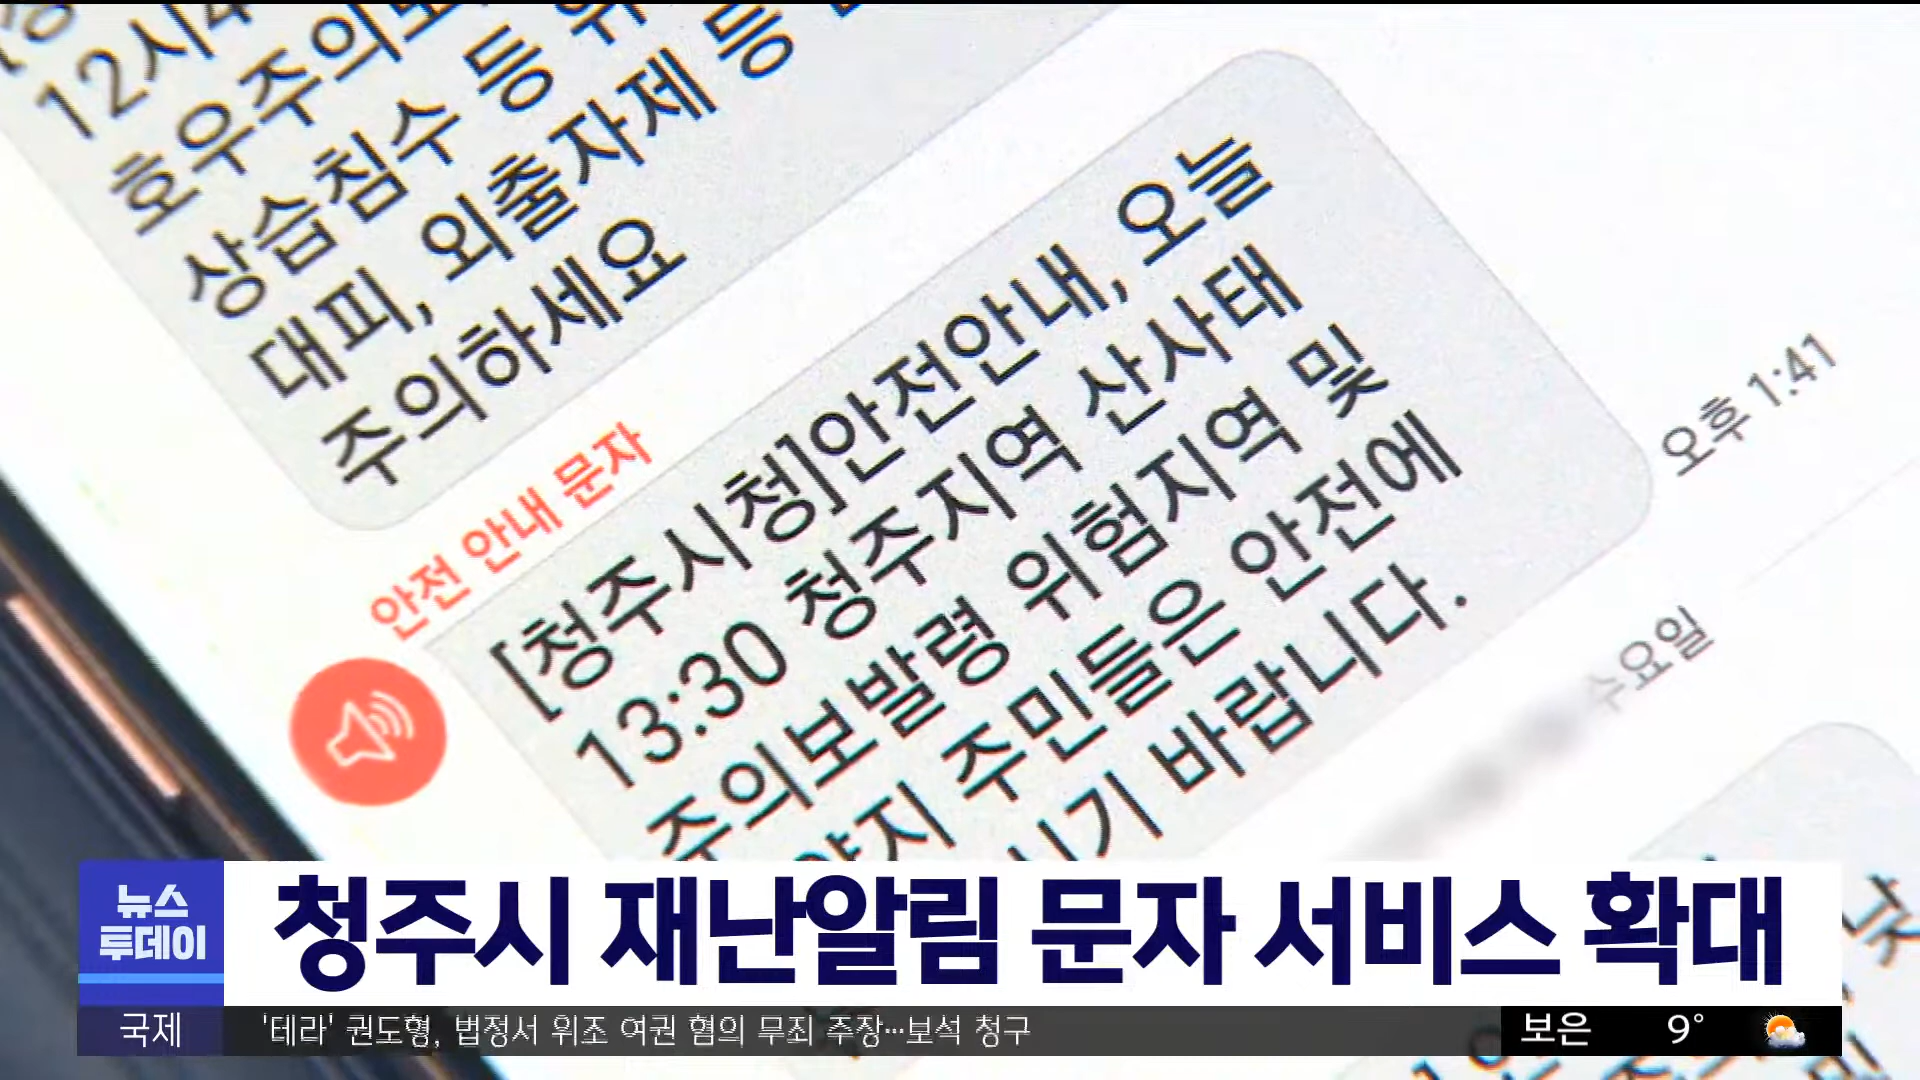 12시4
호우주의보
상습침수 등 위
대피, 외출자제 등
주의하세요
안전 안내 문자
[청주시청]안전안내, 오늘
13:30 청주지역 산사태
주의보발령 위험지역 및
주민들은 안전에
시기 바랍니다.
오후 1:41
수요일
뉴스
투데이
청주시 재난알림 문자 서비스 확대
국제
'테라' 권도형, 법정서 위조 여권 혐의 무죄 주장…보석 청구
보은 9°